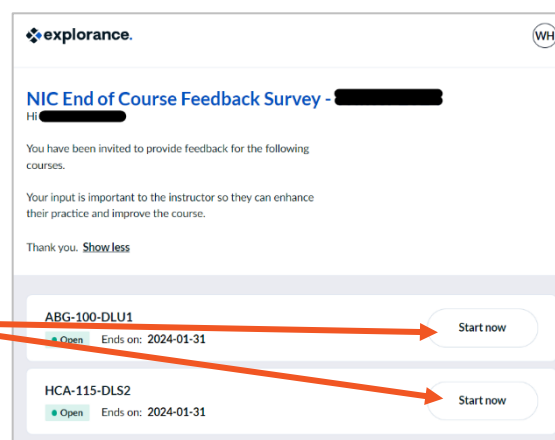 explorance.
WH
NIC End of Course Feedback Survey -
Hi
You have been invited to provide feedback for the following
courses.
Your input is important to the instructor so they can enhance
their practice and improve the course.
Thank you. Show less
ABG-100-DLU1
Open Ends on: 2024-01-31
Start now
HCA-115-DLS2
Open Ends on: 2024-01-31
Start now